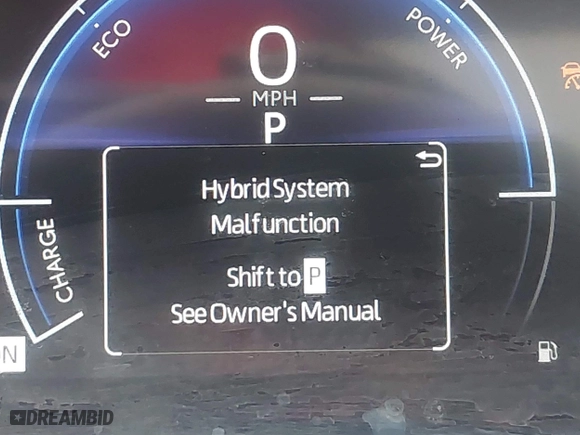 ECO
POWER
0
MPH
P
Hybrid System
Malfunction
Shift to P
See Owner's Manual
CHARGE
N
DREAMBID